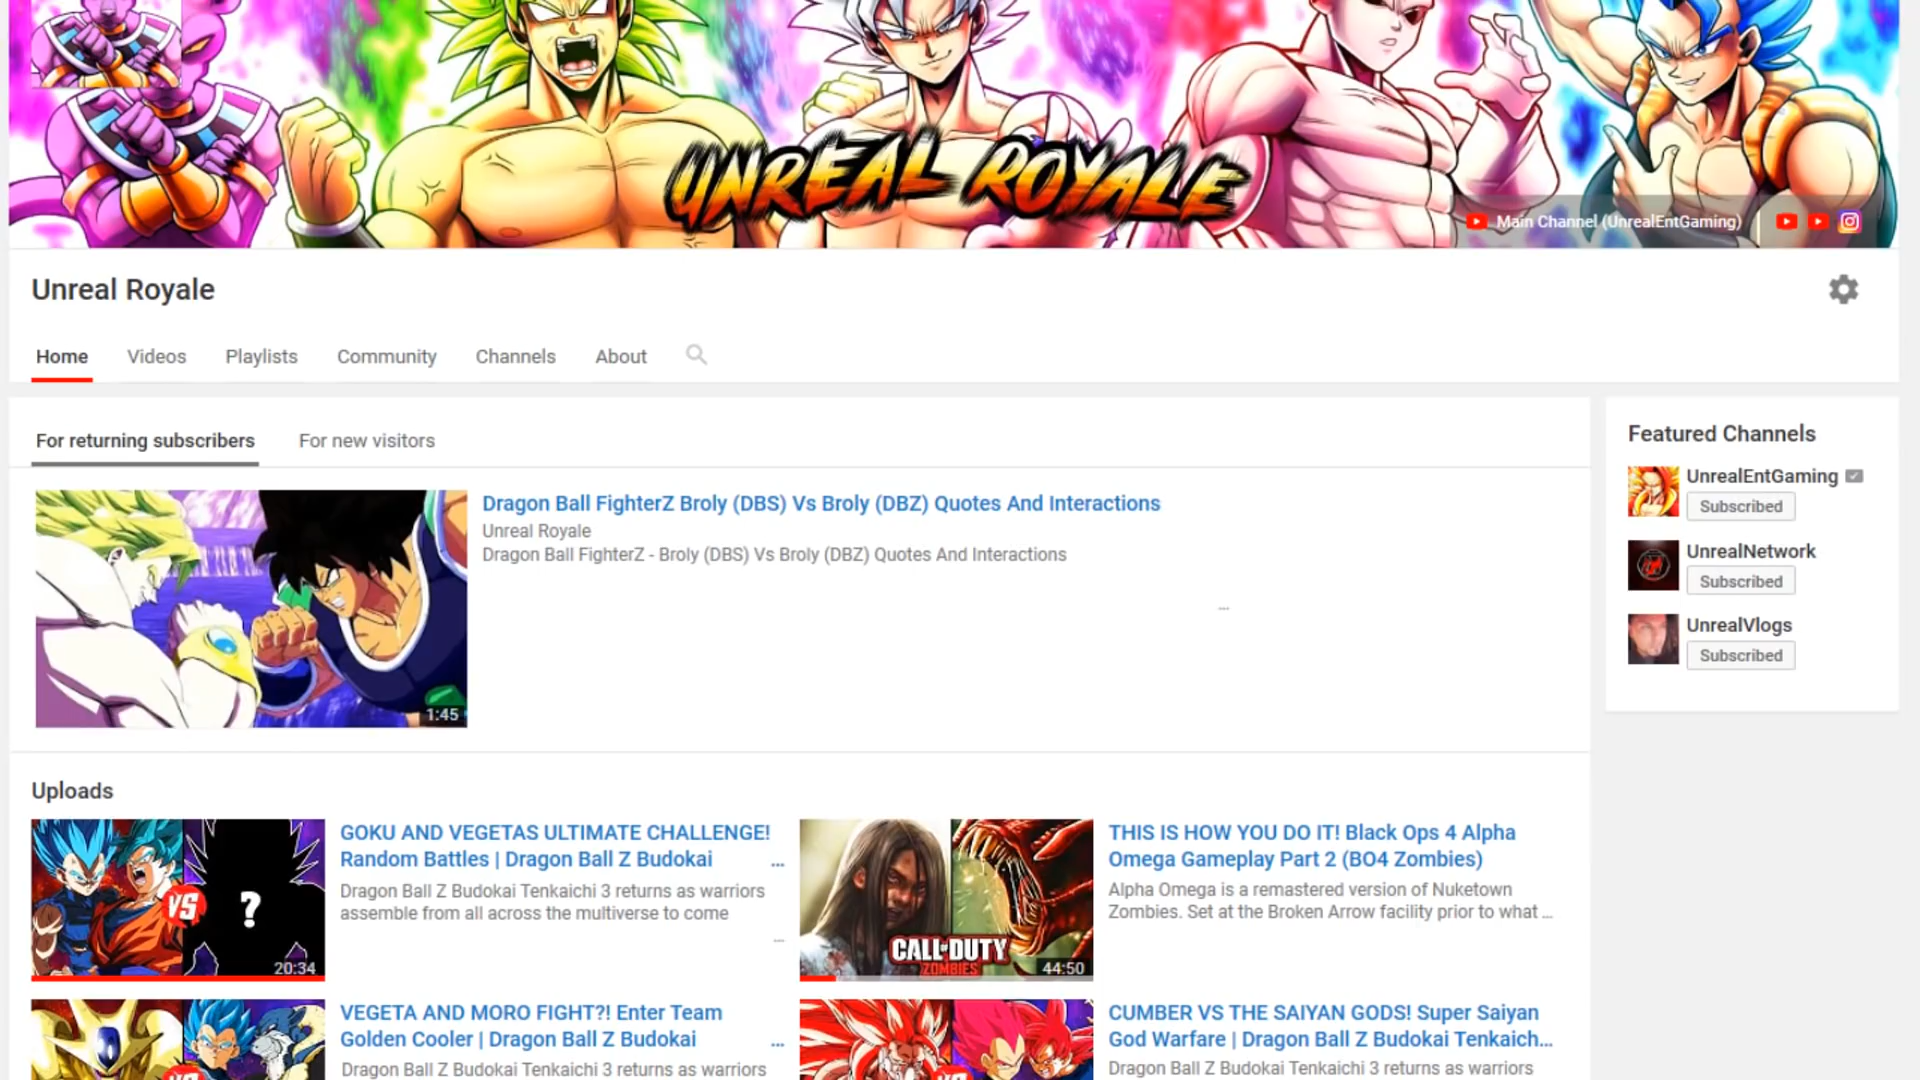 UNREAL ROYALE
Main Channel (UnrealEntGaming)
Unreal Royale
Home Videos Playlists Community Channels About
For returning subscribers For new visitors
Dragon Ball FighterZ Broly (DBS) Vs Broly (DBZ) Quotes And Interactions
Unreal Royale
Dragon Ball FighterZ - Broly (DBS) Vs Broly (DBZ) Quotes And Interactions
...
1:45
Featured Channels
UnrealEntGaming
Subscribed
UnrealNetwork
Subscribed
UnrealVlogs
Subscribed
Uploads
VS
?
20:34
GOKU AND VEGETAS ULTIMATE CHALLENGE!
Random Battles | Dragon Ball Z Budokai ...
Dragon Ball Z Budokai Tenkaichi 3 returns as warriors
assemble from all across the multiverse to come
...
CALL OF DUTY
ZOMBIES
44:50
THIS IS HOW YOU DO IT! Black Ops 4 Alpha
Omega Gameplay Part 2 (BO4 Zombies)
Alpha Omega is a remastered version of Nuketown
Zombies. Set at the Broken Arrow facility prior to what ...
VS
VEGETA AND MORO FIGHT?! Enter Team
Golden Cooler | Dragon Ball Z Budokai ...
Dragon Ball Z Budokai Tenkaichi 3 returns as warriors
VS
CUMBER VS THE SAIYAN GODS! Super Saiyan
God Warfare | Dragon Ball Z Budokai Tenkaich...
Dragon Ball Z Budokai Tenkaichi 3 returns as warriors